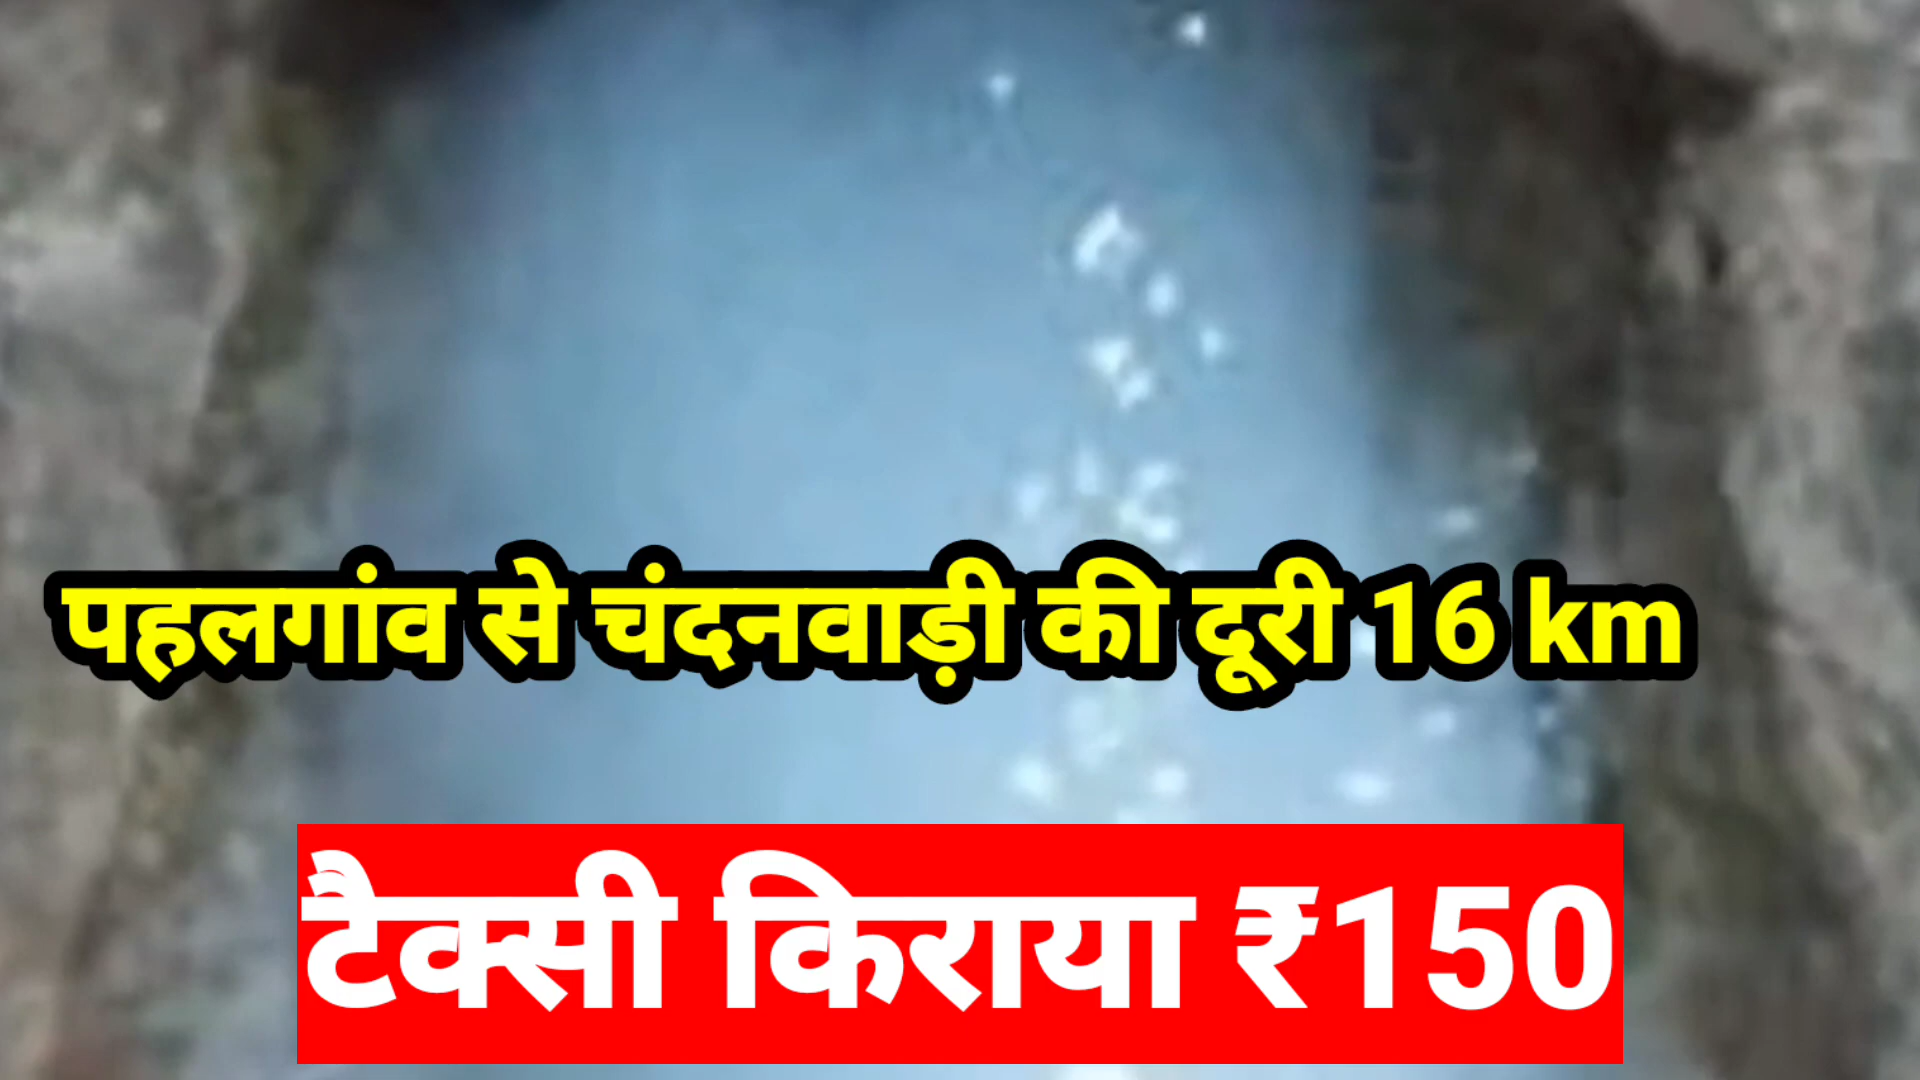 पहलगांव से चंदनवाड़ी की दूरी 16 km
टैक्सी किराया ₹150